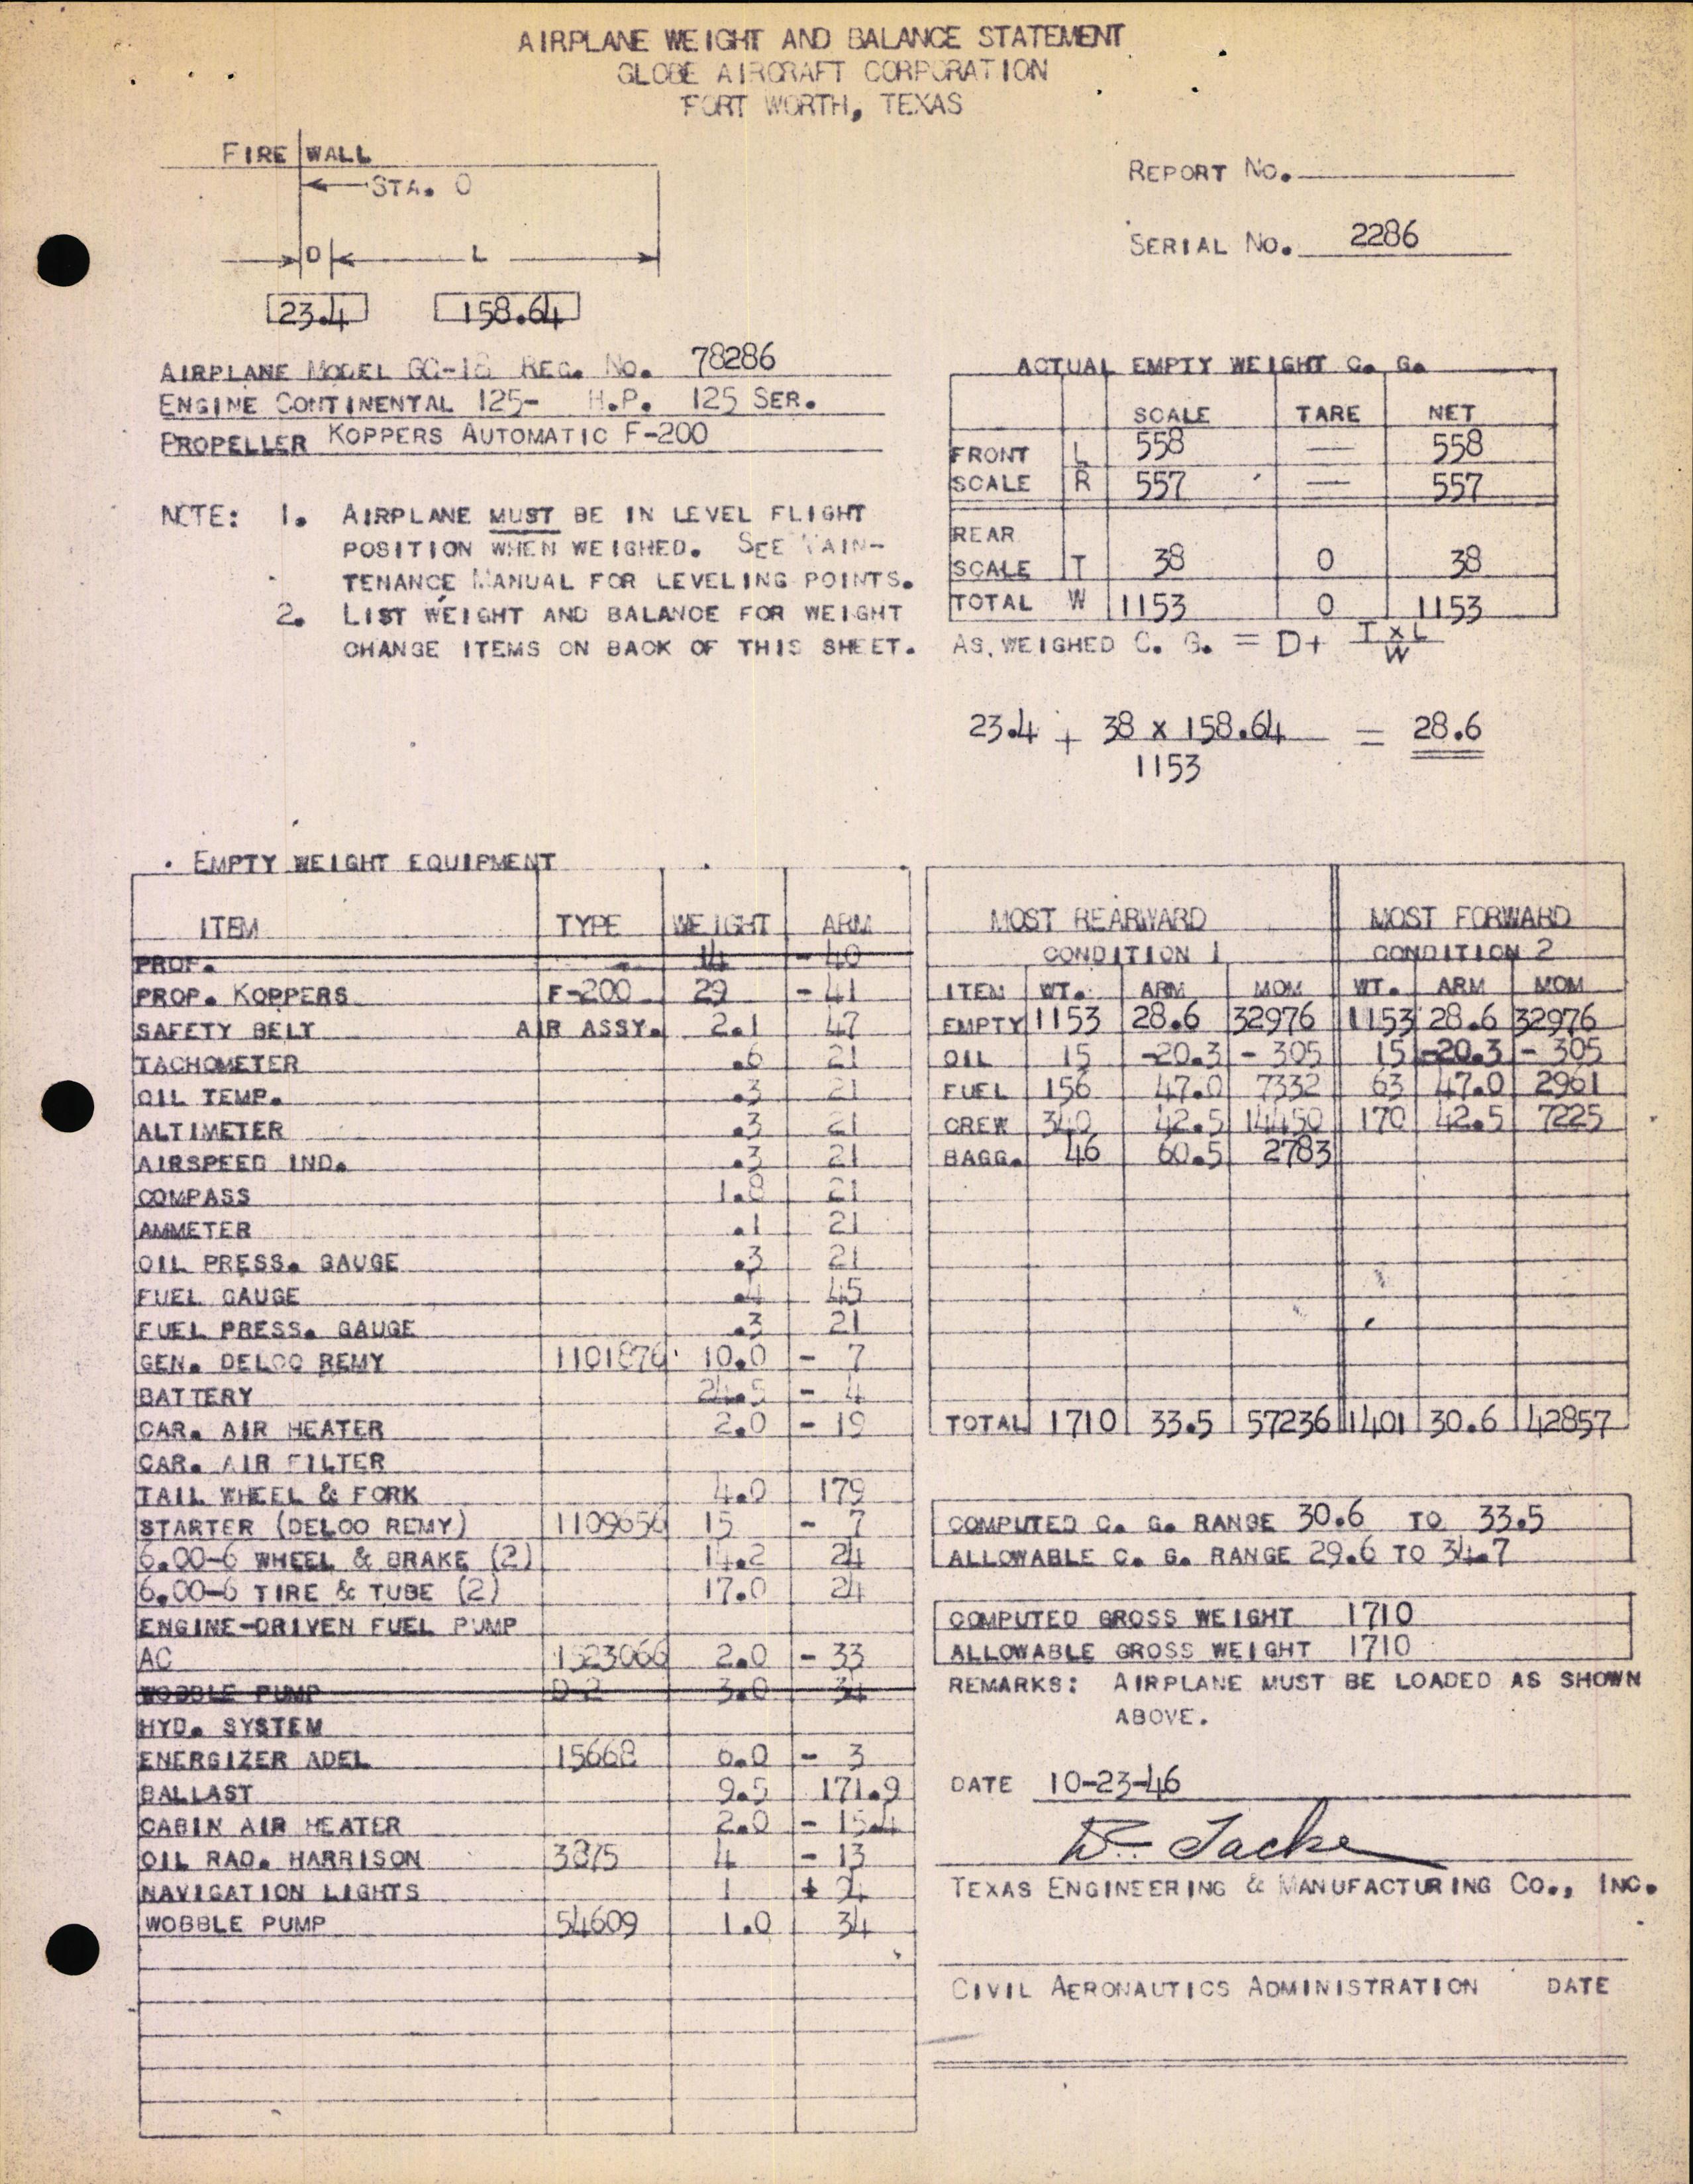 AIRPLANE WEIGHT AND BALANCE STATEMENT
GLOBE AIRCRAFT CORPORATION
FORT WORTH, TEXAS
FIRE WALL
STA. 0
D L
23.4 158.64
REPORT NO.
SERIAL NO. 2286
AIRPLANE MODEL GC-1B REG. NO. 78286
ENGINE CONTINENTAL 125- H.P. 125 SER.
PROPELLER KOPPERS AUTOMATIC F-200
NOTE: 1. AIRPLANE MUST BE IN LEVEL FLIGHT
POSITION WHEN WEIGHED. SEE MAIN-
TENANCE MANUAL FOR LEVELING POINTS.
2. LIST WEIGHT AND BALANCE FOR WEIGHT
CHANGE ITEMS ON BACK OF THIS SHEET.
ACTUAL EMPTY WEIGHT C. G.
SCALE TARE NET
FRONT L 558 — 558
SCALE R 557 — 557
REAR
SCALE T 38 0 38
TOTAL W 1153 0 1153
AS WEIGHED C. G. = D+ T x L
W
23.4 + 38 x 158.64 = 28.6
1153
EMPTY WEIGHT EQUIPMENT
ITEM TYPE WEIGHT ARM
PROP. 14 - 40
PROP. KOPPERS F-200 29 - 41
SAFETY BELT AIR ASSY. 2.1 47
TACHOMETER .6 21
OIL TEMP. .3 21
ALTIMETER .3 21
AIRSPEED IND. .3 21
COMPASS 1.8 21
AMMETER .1 21
OIL PRESS. GAUGE .3 21
FUEL GAUGE .4 45
FUEL PRESS. GAUGE .3 21
GEN. DELCO REMY 1101876 10.0 - 7
BATTERY 24.5 - 4
CAR. AIR HEATER 2.0 - 19
CAR. AIR FILTER
TAIL WHEEL & FORK 4.0 179
STARTER (DELCO REMY) 1109656 15 - 7
6.00-6 WHEEL & BRAKE (2) 14.2 24
6.00-6 TIRE & TUBE (2) 17.0 24
ENGINE-DRIVEN FUEL PUMP
AC 1523066 2.0 - 33
WOBBLE PUMP D-2 3.0 34
HYD. SYSTEM
ENERGIZER ADEL 15668 6.0 - 3
BALLAST 9.5 171.9
CABIN AIR HEATER 2.0 - 15.4
OIL RAD. HARRISON 3875 4 - 13
NAVIGATION LIGHTS 1 +
WOBBLE PUMP 54609 1.0 34
MOST REARWARD MOST FORWARD
CONDITION 1 CONDITION 2
ITEM WT. ARM MOM WT. ARM MOM
EMPTY 1153 28.6 32976 1153 28.6 32976
OIL 15 -20.3 - 305 15 -20.3 - 305
FUEL 156 47.0 7332 63 47.0 2961
CREW 340 42.5 14450 170 42.5 7225
BAGG. 46 60.5 2783
TOTAL 1710 33.5 57236 1401 30.6 42857
COMPUTED C. G. RANGE 30.6 TO 33.5
ALLOWABLE C. G. RANGE 29.6 TO 34.7
COMPUTED GROSS WEIGHT 1710
ALLOWABLE GROSS WEIGHT 1710
REMARKS: AIRPLANE MUST BE LOADED AS SHOWN
ABOVE.
DATE 10-23-46
TEXAS ENGINEERING & MANUFACTURING CO., INC.
CIVIL AERONAUTICS ADMINISTRATION DATE